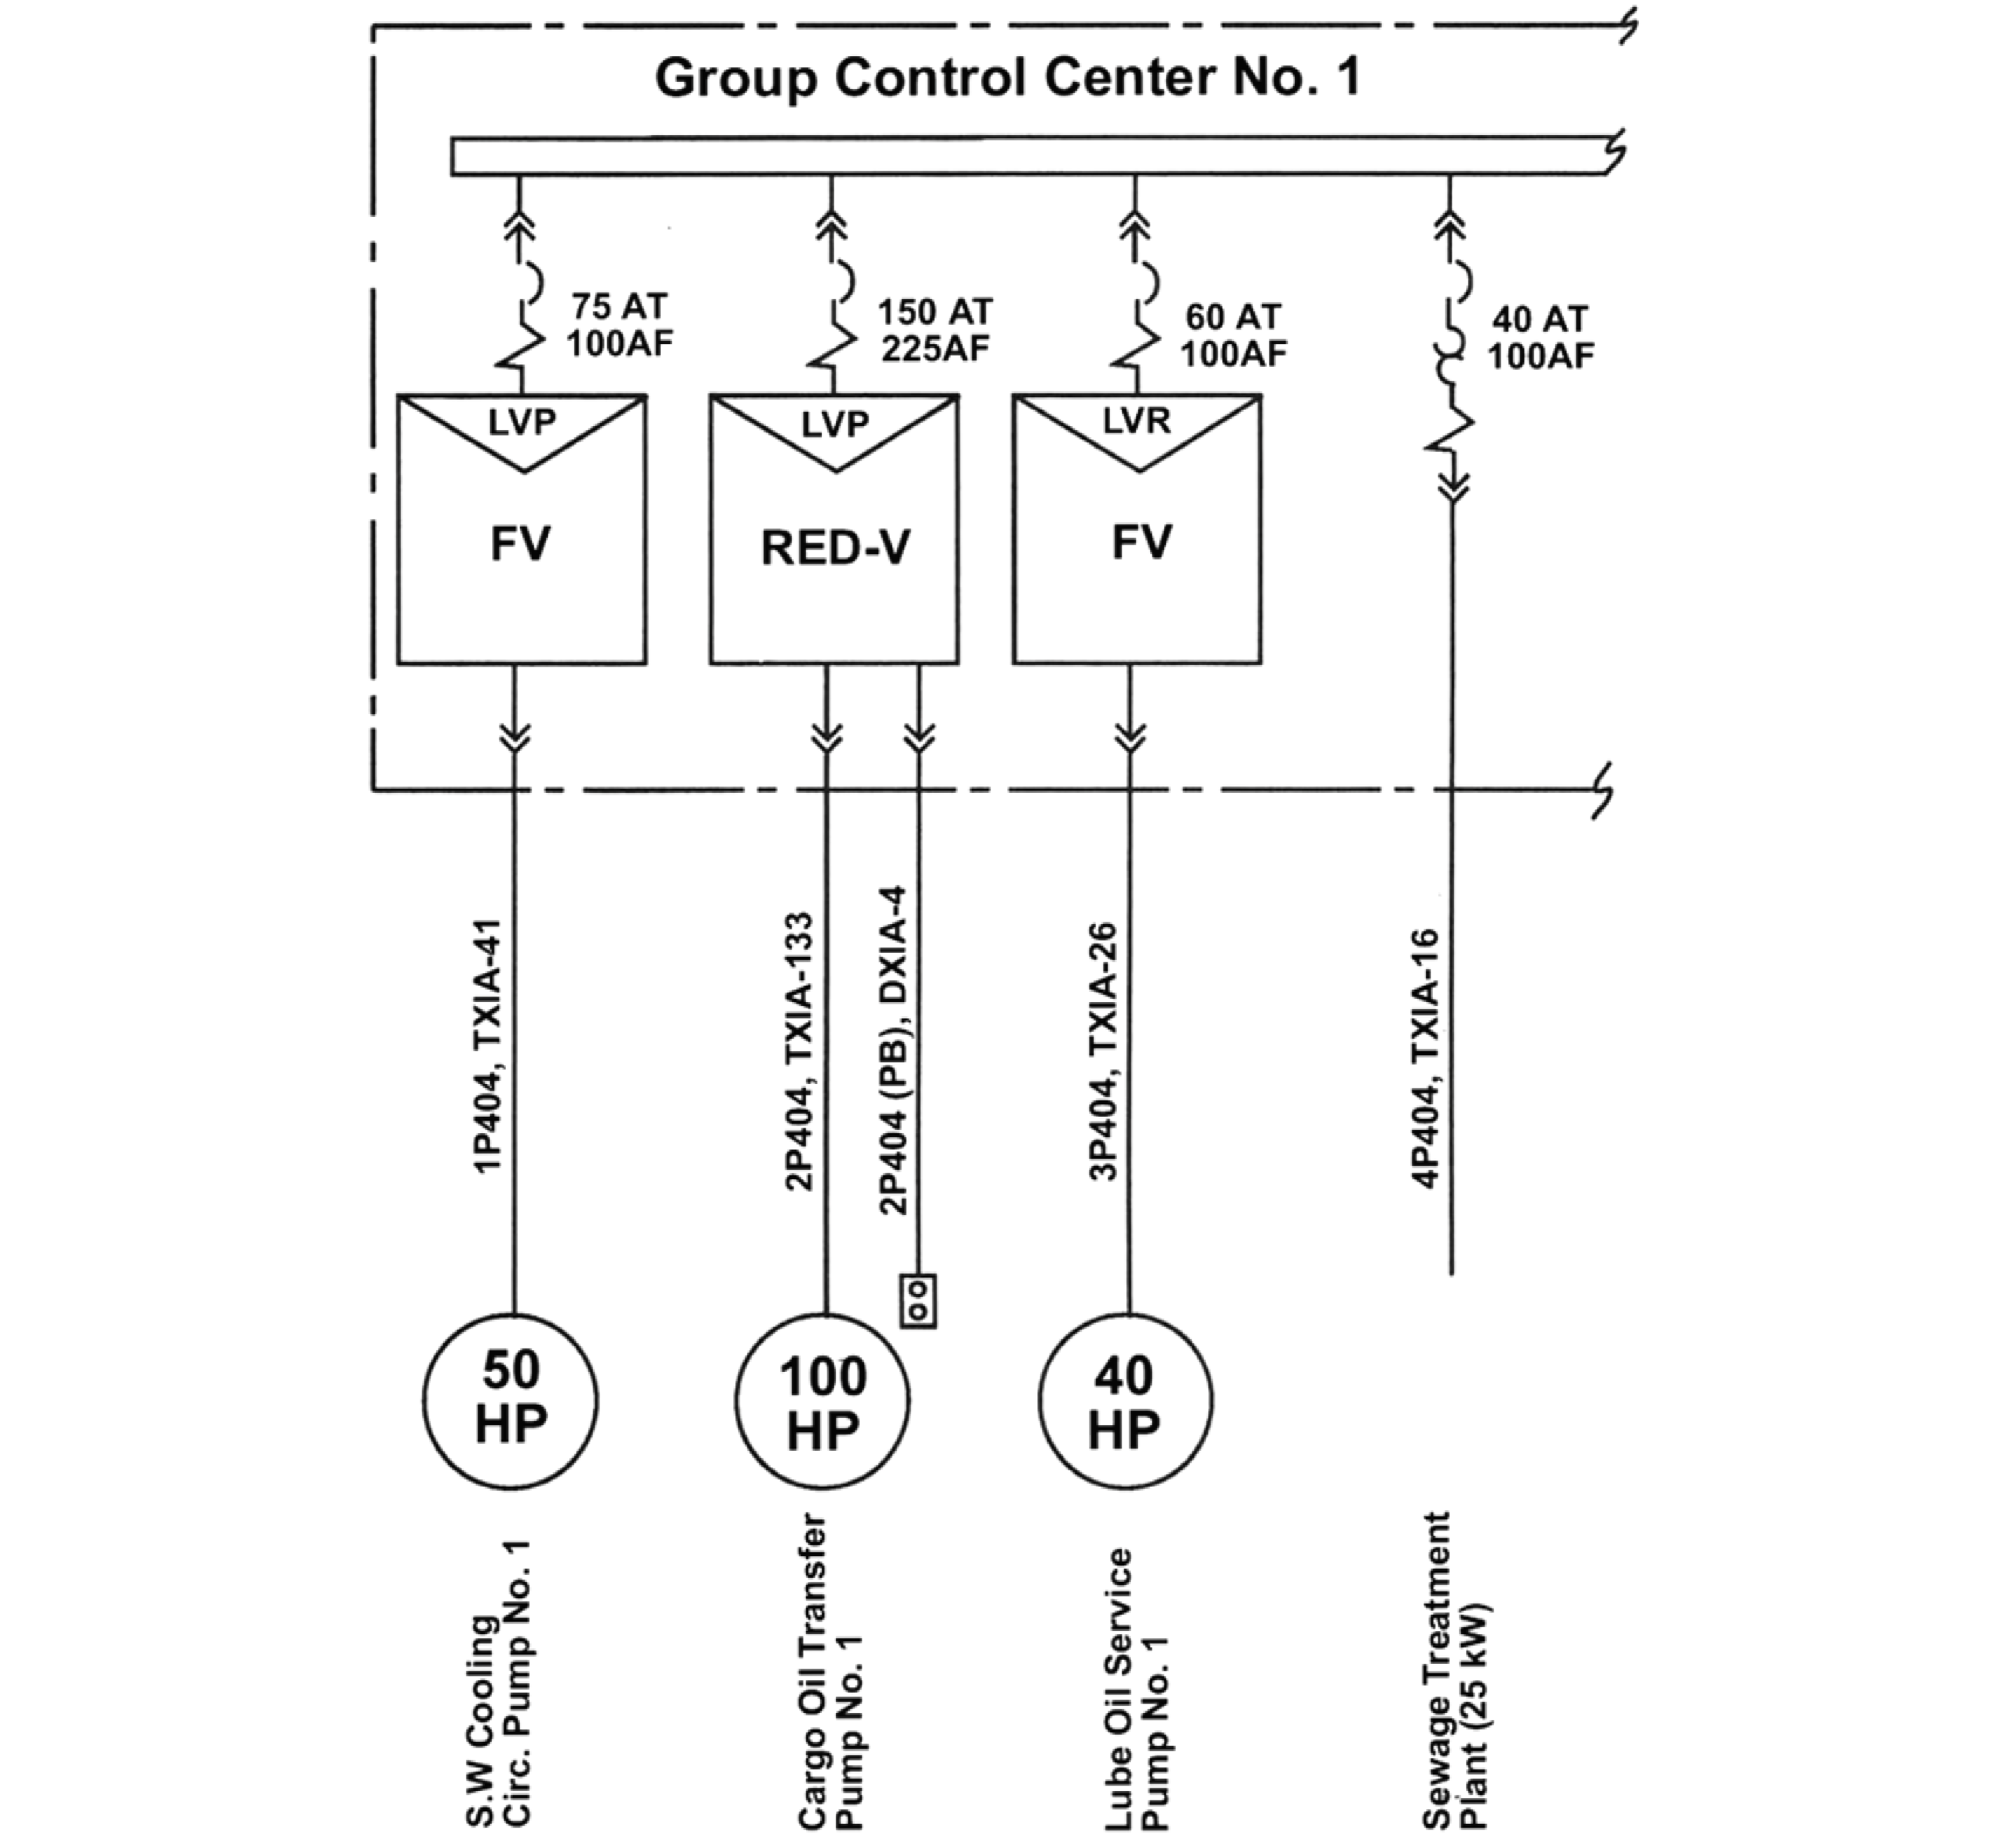 Group Control Center No. 1
75 AT
100AF
150 AT
225AF
60 AT
100AF
40 AT
100AF
LVP
LVP
LVR
FV
RED-V
FV
1P404, TXIA-41
2P404, TXIA-133
2P404 (PB), DXIA-4
3P404, TXIA-26
4P404, TXIA-16
50
HP
100
HP
40
HP
S.W Cooling
Circ. Pump No. 1
Cargo Oil Transfer
Pump No. 1
Lube Oil Service
Pump No. 1
Sewage Treatment
Plant (25 kW)